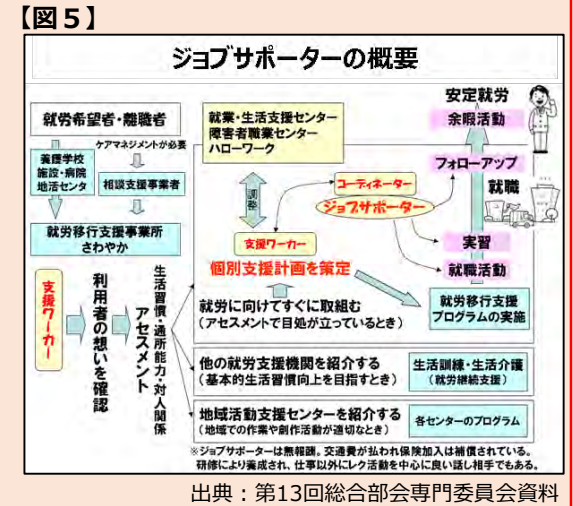 【図５】
ジョブサポーターの概要
就労希望者・離職者
ケアマネジメントが必要
養護学校
施設・病院
地活センタ
相談支援事業者
就労移行支援事業所
さわやか
支援ワーカー
利用者の想いを確認
生活習慣・通所能力・対人関係
アセスメント
就業・生活支援センター
障害者職業センター
ハローワーク
調整
コーディネーター
ジョブサポーター
支援ワーカー
個別支援計画を策定
就労に向けてすぐに取組む
（アセスメントで目処が立っているとき）
他の就労支援機関を紹介する
（基本的生活習慣向上を目指すとき）
地域活動支援センターを紹介する
（地域での作業や創作活動が適切なとき）
安定就労
余暇活動
フォローアップ
就職
実習
就職活動
就労移行支援
プログラムの実施
生活訓練・生活介護
（就労継続支援）
各センターのプログラム
※ジョブサポーターは無報酬。交通費が払われ保険加入は補償されている。
研修により養成され、仕事以外にレク活動を中心に良い話し相手でもある。
出典：第13回総合部会専門委員会資料